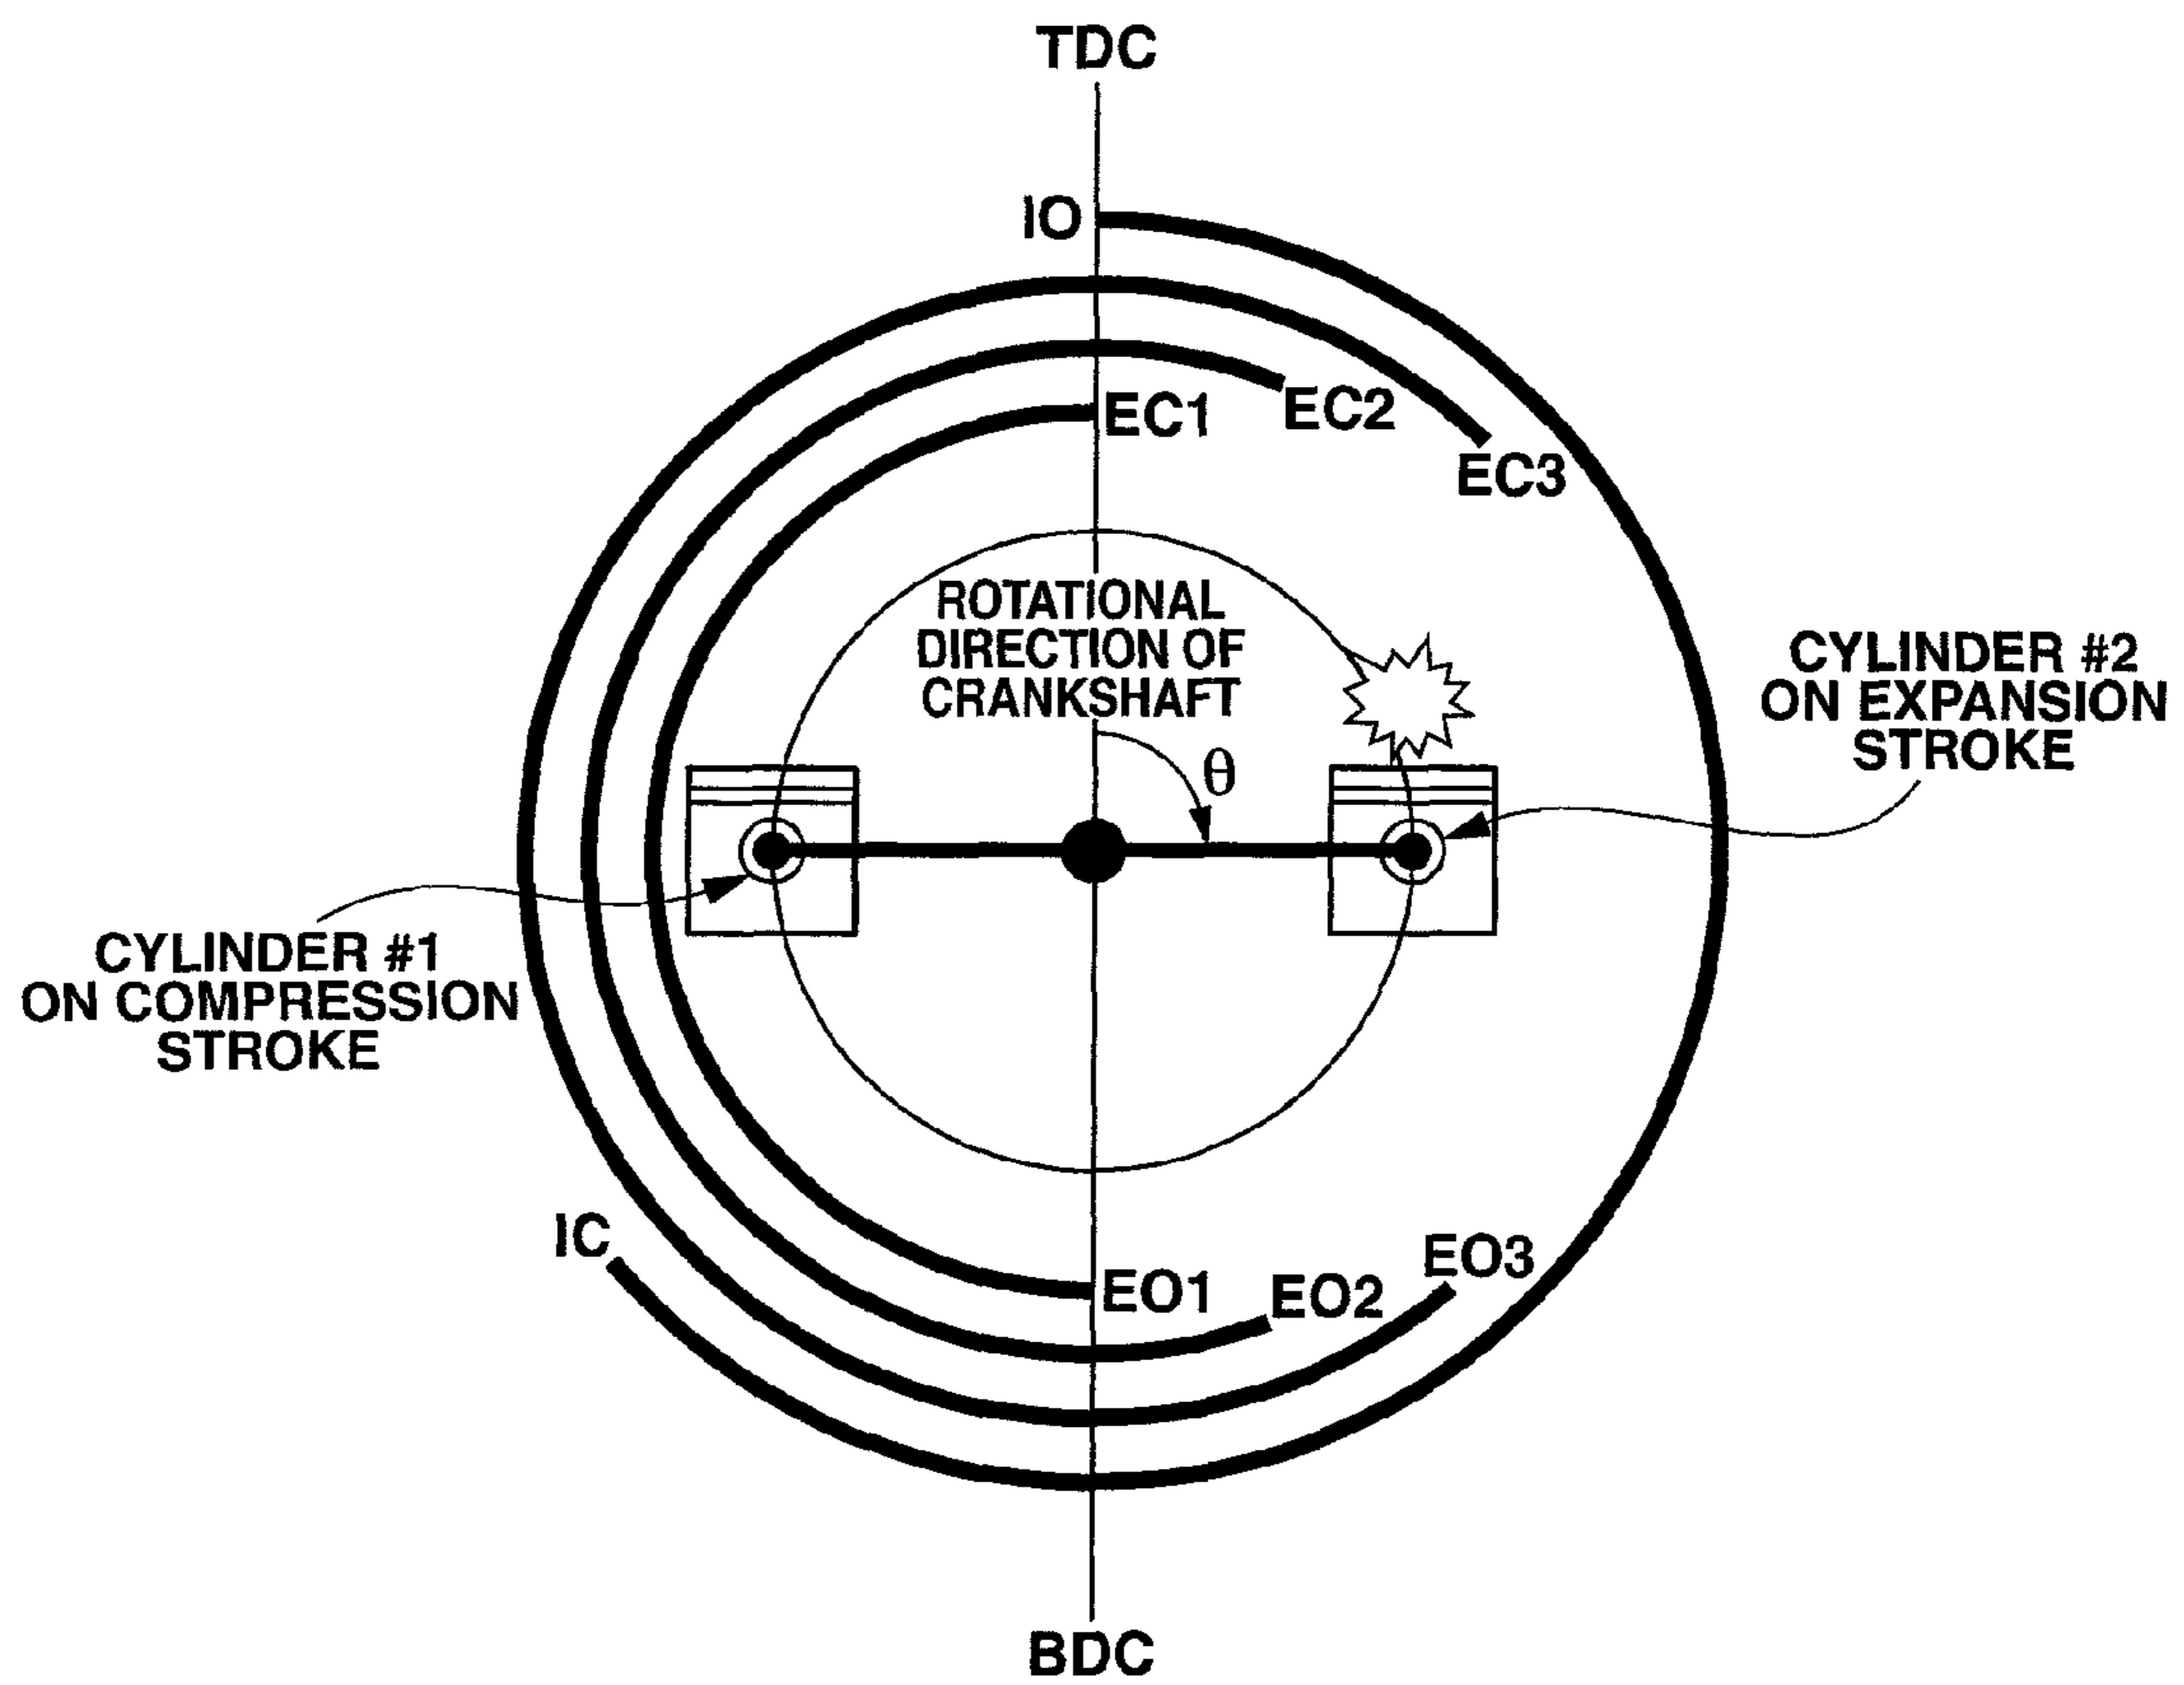 TDC
IO
EC1
EC2
EC3
ROTATIONAL
DIRECTION OF
CRANKSHAFT
θ
CYLINDER #2
ON EXPANSION
STROKE
CYLINDER #1
ON COMPRESSION
STROKE
IC
EO1
EO2
EO3
BDC